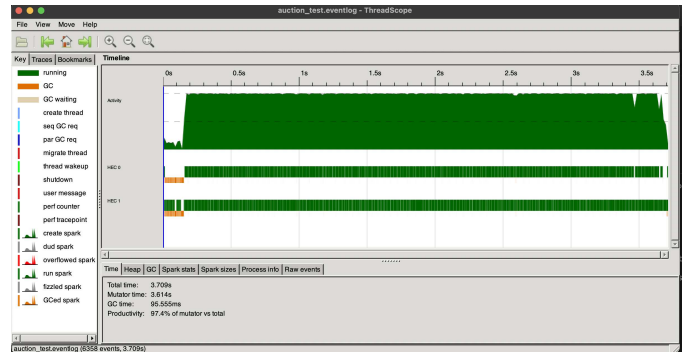 auction_test.eventlog - ThreadScope
File View Move Help
Key Traces Bookmarks
Timeline
running
GC
GC waiting
create thread
seq GC req
par GC req
migrate thread
thread wakeup
shutdown
user message
perf counter
perf tracepoint
create spark
dud spark
overflowed spark
run spark
fizzled spark
GCed spark
0s 0.5s 1s 1.5s 2s 2.5s 3s 3.5s
Activity
HEC 0
HEC 1
Time Heap GC Spark stats Spark sizes Process info Raw events
Total time: 3.709s
Mutator time: 3.614s
GC time: 95.555ms
Productivity: 97.4% of mutator vs total
auction_test.eventlog (6358 events, 3.709s)